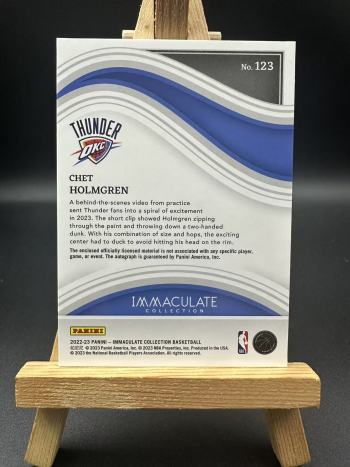 No. 123
THUNDER
OKC
CHET
HOLMGREN
A behind-the-scenes video from practice
sent Thunder fans into a spiral of excitement
in 2023. The short clip showed Holmgren zipping
through the paint and throwing down a two-handed
dunk. With his combination of size and hops, the exciting
center had to duck to avoid hitting his head on the rim.
The enclosed officially licensed material is not associated with any specific player,
game, or event. The autograph is guaranteed by Panini America, Inc.
IMMACULATE
COLLECTION
PANINI
2022-23 PANINI – IMMACULATE COLLECTION BASKETBALL
© 2023 Panini America, Inc. © 2023 NBA Properties, Inc. Produced in the USA.
© 2023 the National Basketball Players Association. All rights reserved.
NBA